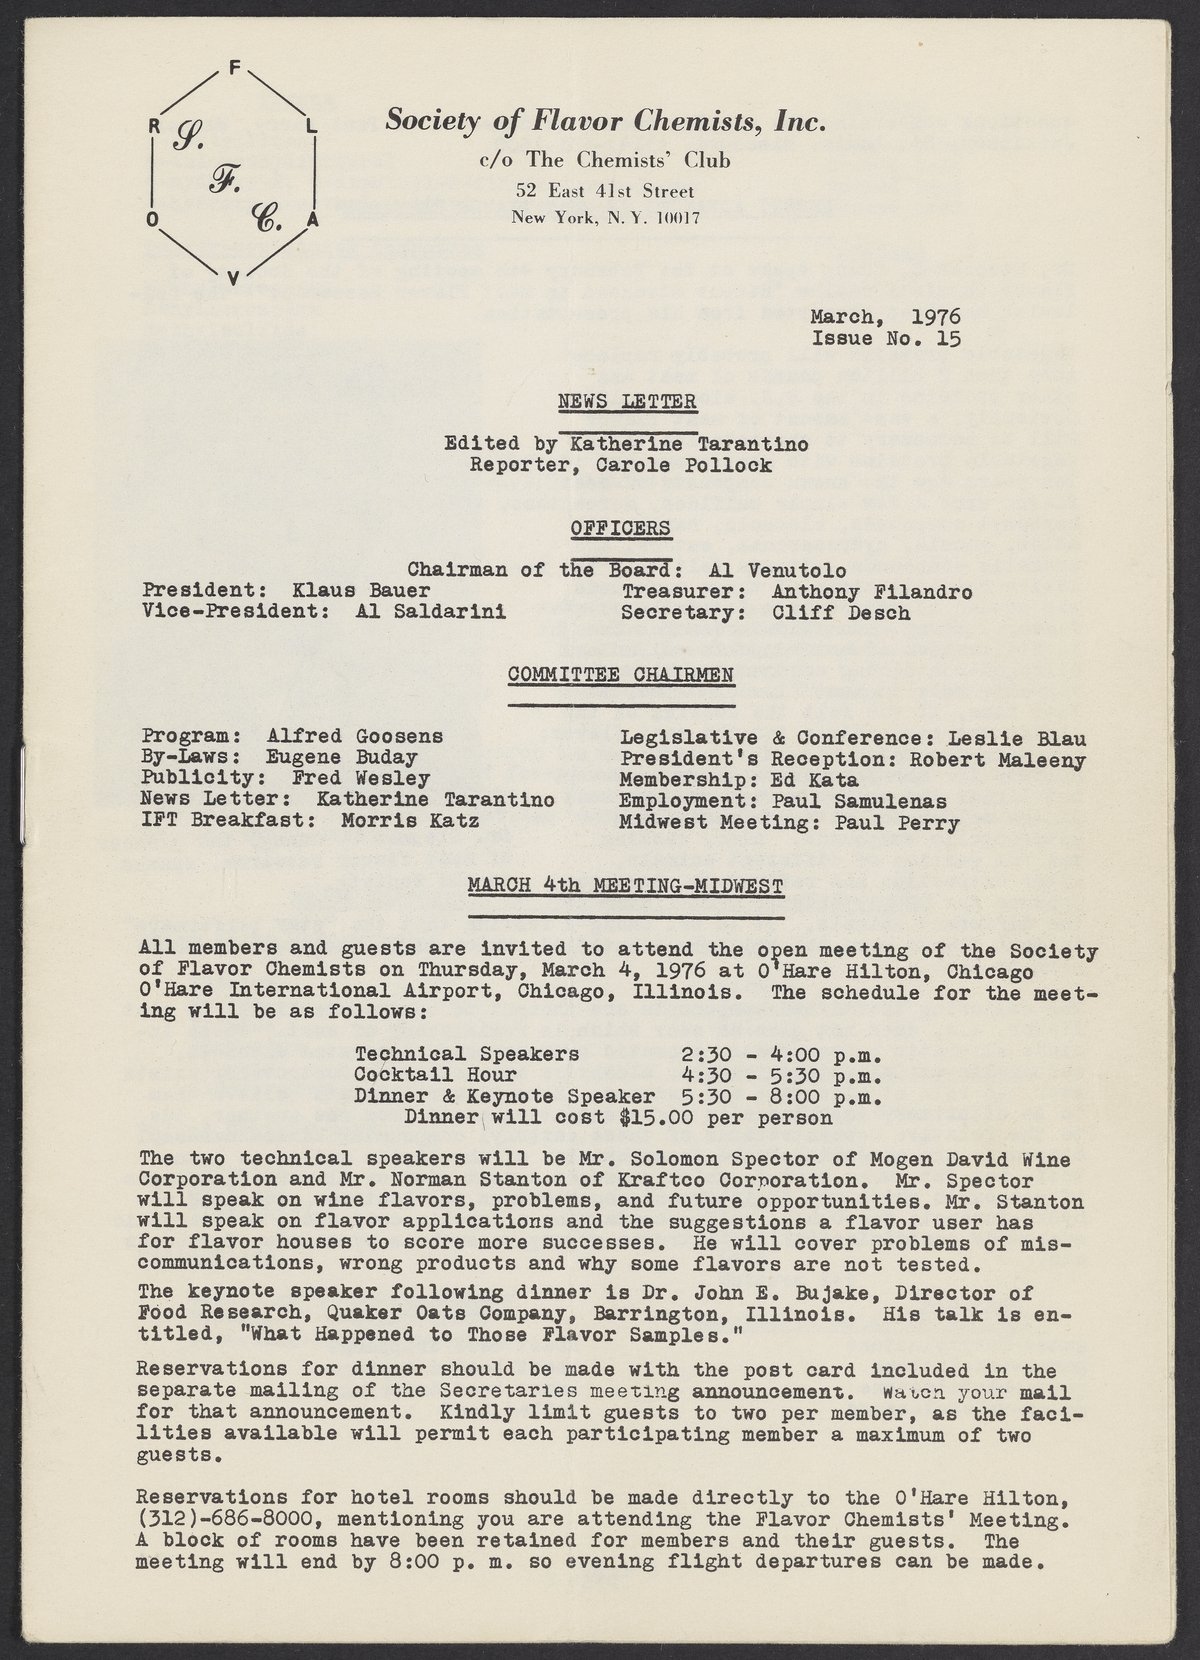 F
R S. L
F.
O C. A
V
Society of Flavor Chemists, Inc.
c/o The Chemists' Club
52 East 41st Street
New York, N. Y. 10017
March, 1976
Issue No. 15
NEWS LETTER
Edited by Katherine Tarantino
Reporter, Carole Pollock
OFFICERS
Chairman of the Board: Al Venutolo
President: Klaus Bauer Treasurer: Anthony Filandro
Vice-President: Al Saldarini Secretary: Cliff Desch
COMMITTEE CHAIRMEN
Program: Alfred Goosens Legislative & Conference: Leslie Blau
By-Laws: Eugene Buday President's Reception: Robert Maleeny
Publicity: Fred Wesley Membership: Ed Kata
News Letter: Katherine Tarantino Employment: Paul Samulenas
IFT Breakfast: Morris Katz Midwest Meeting: Paul Perry
MARCH 4th MEETING-MIDWEST
All members and guests are invited to attend the open meeting of the Society
of Flavor Chemists on Thursday, March 4, 1976 at O'Hare Hilton, Chicago
O'Hare International Airport, Chicago, Illinois. The schedule for the meet-
ing will be as follows:
Technical Speakers 2:30 - 4:00 p.m.
Cocktail Hour 4:30 - 5:30 p.m.
Dinner & Keynote Speaker 5:30 - 8:00 p.m.
Dinner will cost $15.00 per person
The two technical speakers will be Mr. Solomon Spector of Mogen David Wine
Corporation and Mr. Norman Stanton of Kraftco Corporation. Mr. Spector
will speak on wine flavors, problems, and future opportunities. Mr. Stanton
will speak on flavor applications and the suggestions a flavor user has
for flavor houses to score more successes. He will cover problems of mis-
communications, wrong products and why some flavors are not tested.
The keynote speaker following dinner is Dr. John E. Bujake, Director of
Food Research, Quaker Oats Company, Barrington, Illinois. His talk is en-
titled, "What Happened to Those Flavor Samples."
Reservations for dinner should be made with the post card included in the
separate mailing of the Secretaries meeting announcement. Watch your mail
for that announcement. Kindly limit guests to two per member, as the faci-
lities available will permit each participating member a maximum of two
guests.
Reservations for hotel rooms should be made directly to the O'Hare Hilton,
(312)-686-8000, mentioning you are attending the Flavor Chemists' Meeting.
A block of rooms have been retained for members and their guests. The
meeting will end by 8:00 p. m. so evening flight departures can be made.